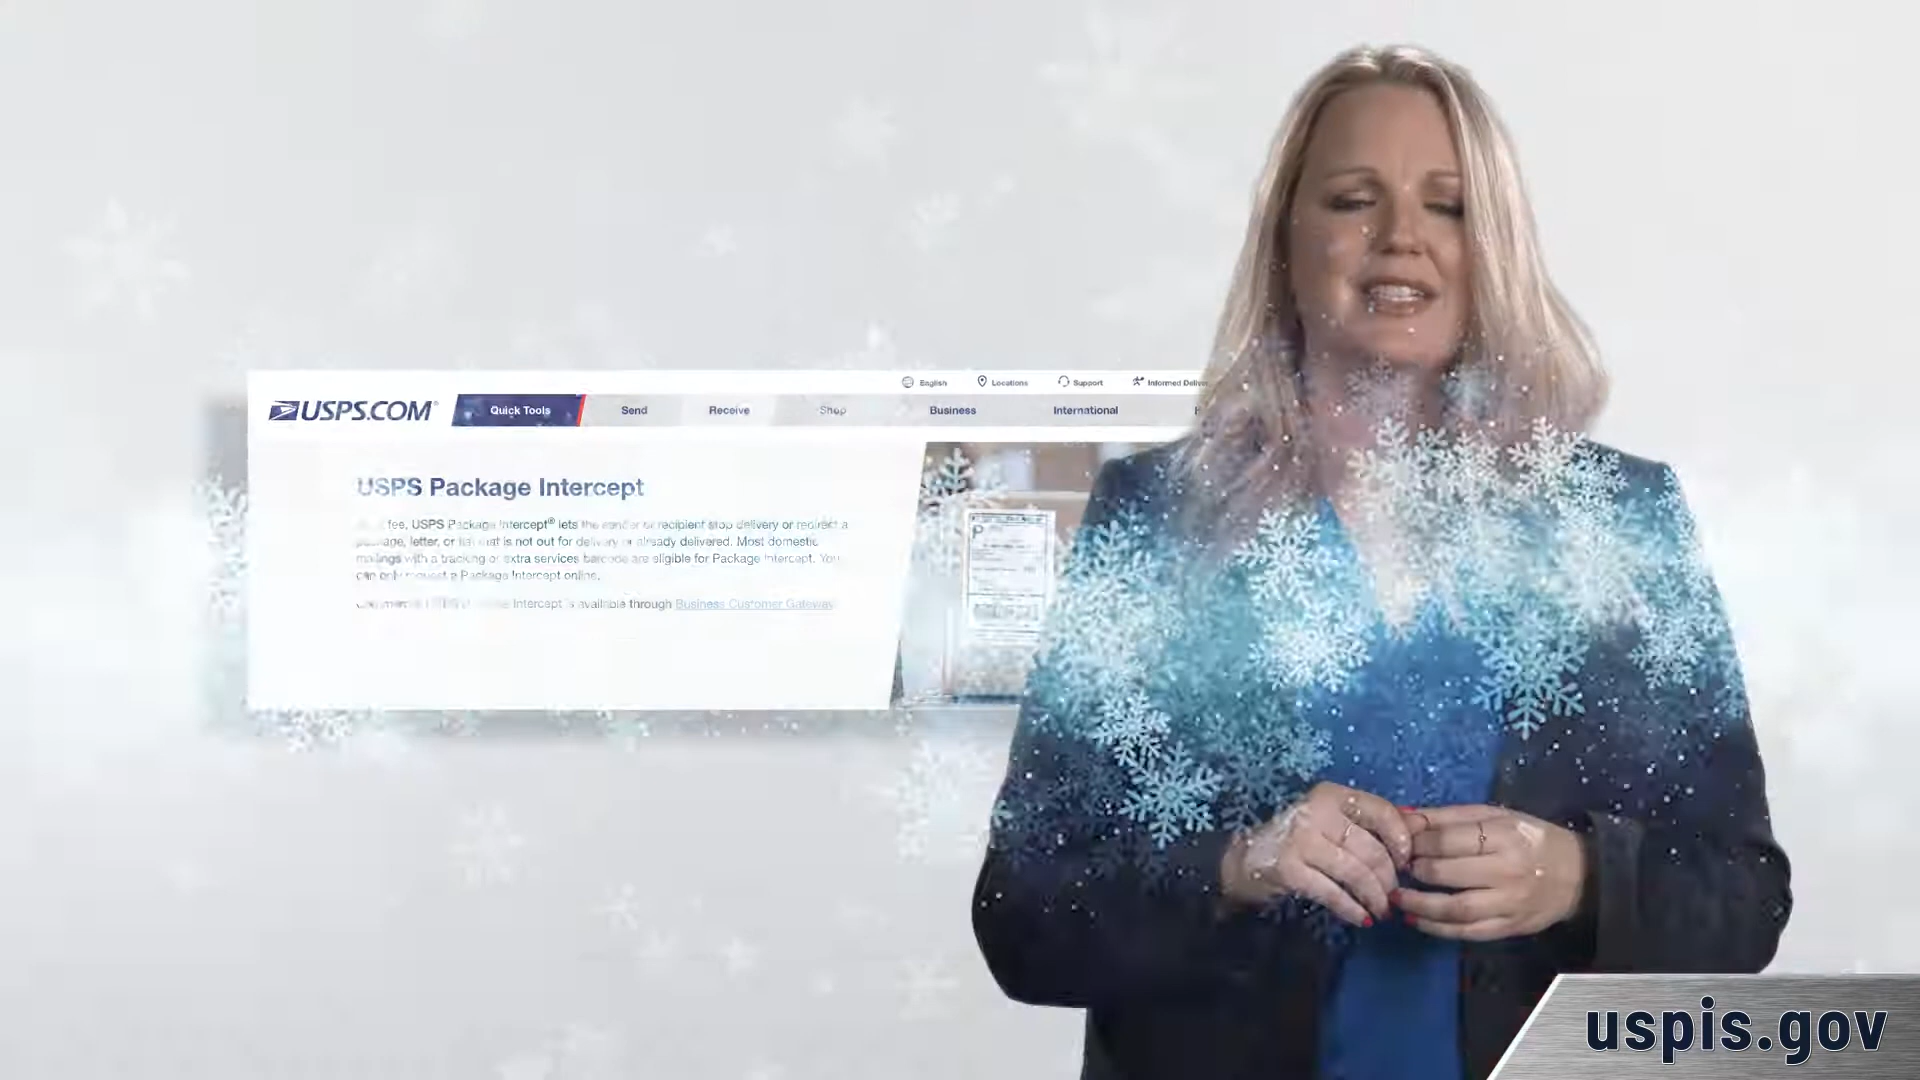 English Locations Support Informed Deliv
USPS.COM® Quick Tools Send Receive Shop Business International
USPS Package Intercept
fee, USPS Package Intercept® lets the sender or recipient stop delivery or redirect a
package, letter, or flat that is not out for delivery or already delivered. Most domestic
mailings with a tracking or extra services barcode are eligible for Package Intercept. You
can only request a Package Intercept online.
Intercept is available through Business Customer Gateway.
P
uspis.gov